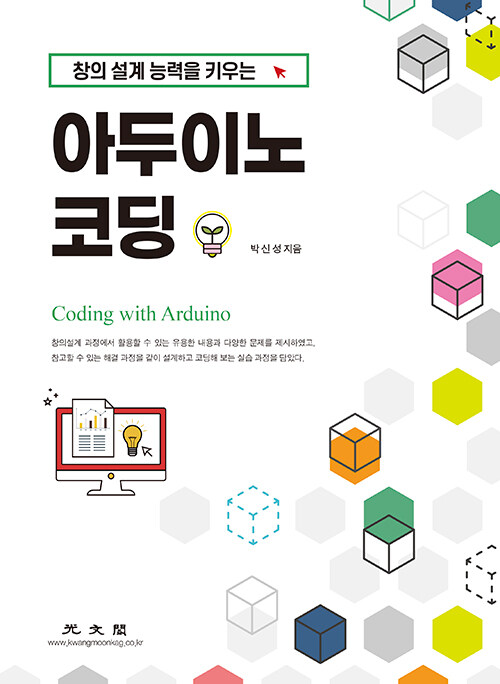 창의 설계 능력을 키우는
아두이노
코딩
박신성 지음
Coding with Arduino
창의설계 과정에서 활용할 수 있는 유용한 내용과 다양한 문제를 제시하였고,
참고할 수 있는 해결 과정을 같이 설계하고 코딩해 보는 실습 과정을 담았다.
光文閣
www.kwangmoonkag.co.kr